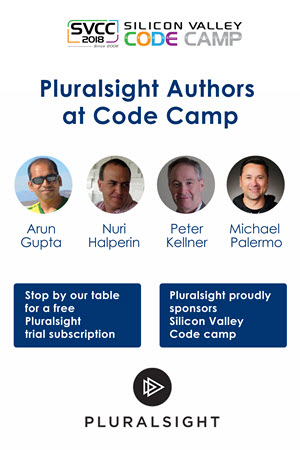 SVCC
2018
Since 2006
SILICON VALLEY
CODE CAMP
Pluralsight Authors
at Code Camp
Arun
Gupta
Nuri
Halperin
Peter
Kellner
Michael
Palermo
Stop by our table
for a free
Pluralsight
trial subscription
Pluralsight proudly
sponsors
Silicon Valley
Code camp
PLURALSIGHT